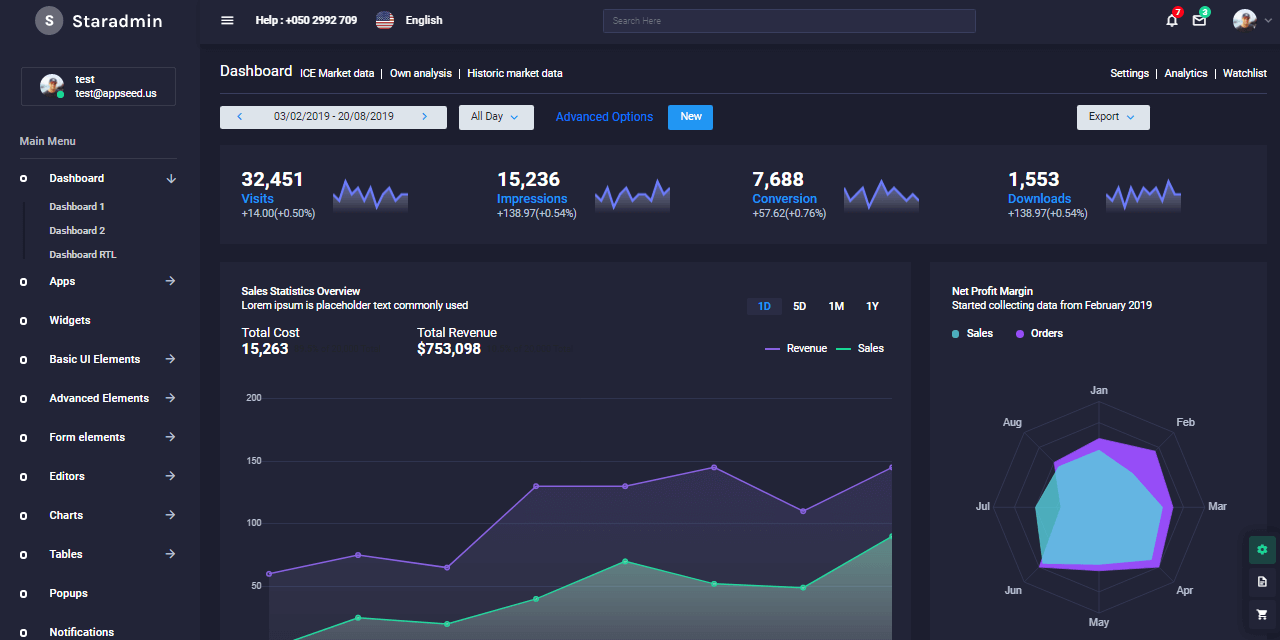 S Staradmin
Help : +050 2992 709
English
Search Here
7
3
test
test@appseed.us
Main Menu
Dashboard
Dashboard 1
Dashboard 2
Dashboard RTL
Apps
Widgets
Basic UI Elements
Advanced Elements
Form elements
Editors
Charts
Tables
Popups
Notifications
Dashboard ICE Market data | Own analysis | Historic market data
Settings | Analytics | Watchlist
03/02/2019 - 20/08/2019
All Day
Advanced Options
New
Export
32,451
Visits
+14.00(+0.50%)
15,236
Impressions
+138.97(+0.54%)
7,688
Conversion
+57.62(+0.76%)
1,553
Downloads
+138.97(+0.54%)
Sales Statistics Overview
Lorem ipsum is placeholder text commonly used
1D 5D 1M 1Y
Total Cost
15,263
Total Revenue
$753,098
Revenue Sales
200
150
100
50
Net Profit Margin
Started collecting data from February 2019
Sales Orders
Jan
Feb
Mar
Apr
May
Jun
Jul
Aug